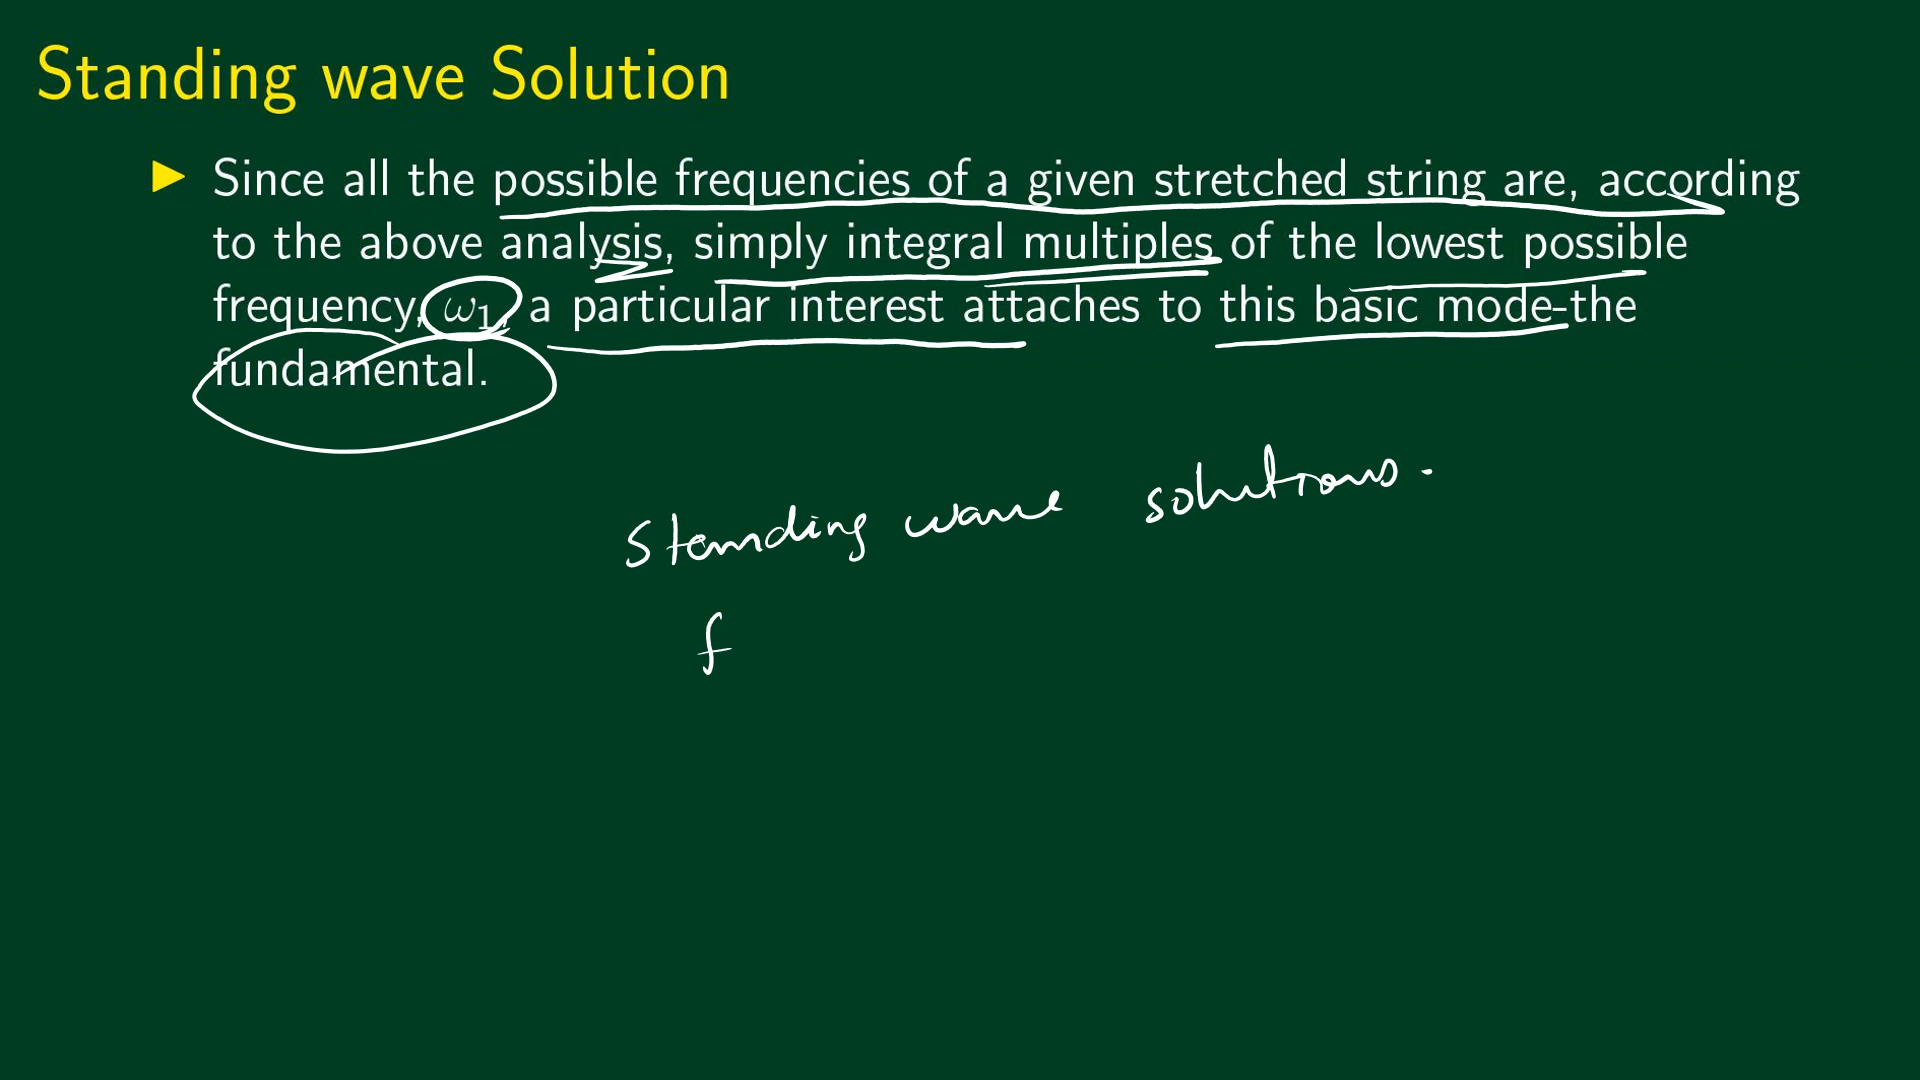 Standing wave Solution
Since all the possible frequencies of a given stretched string are, according
to the above analysis, simply integral multiples of the lowest possible
frequency, ω₁, a particular interest attaches to this basic mode-the
fundamental.
Standing wave solutions.
f